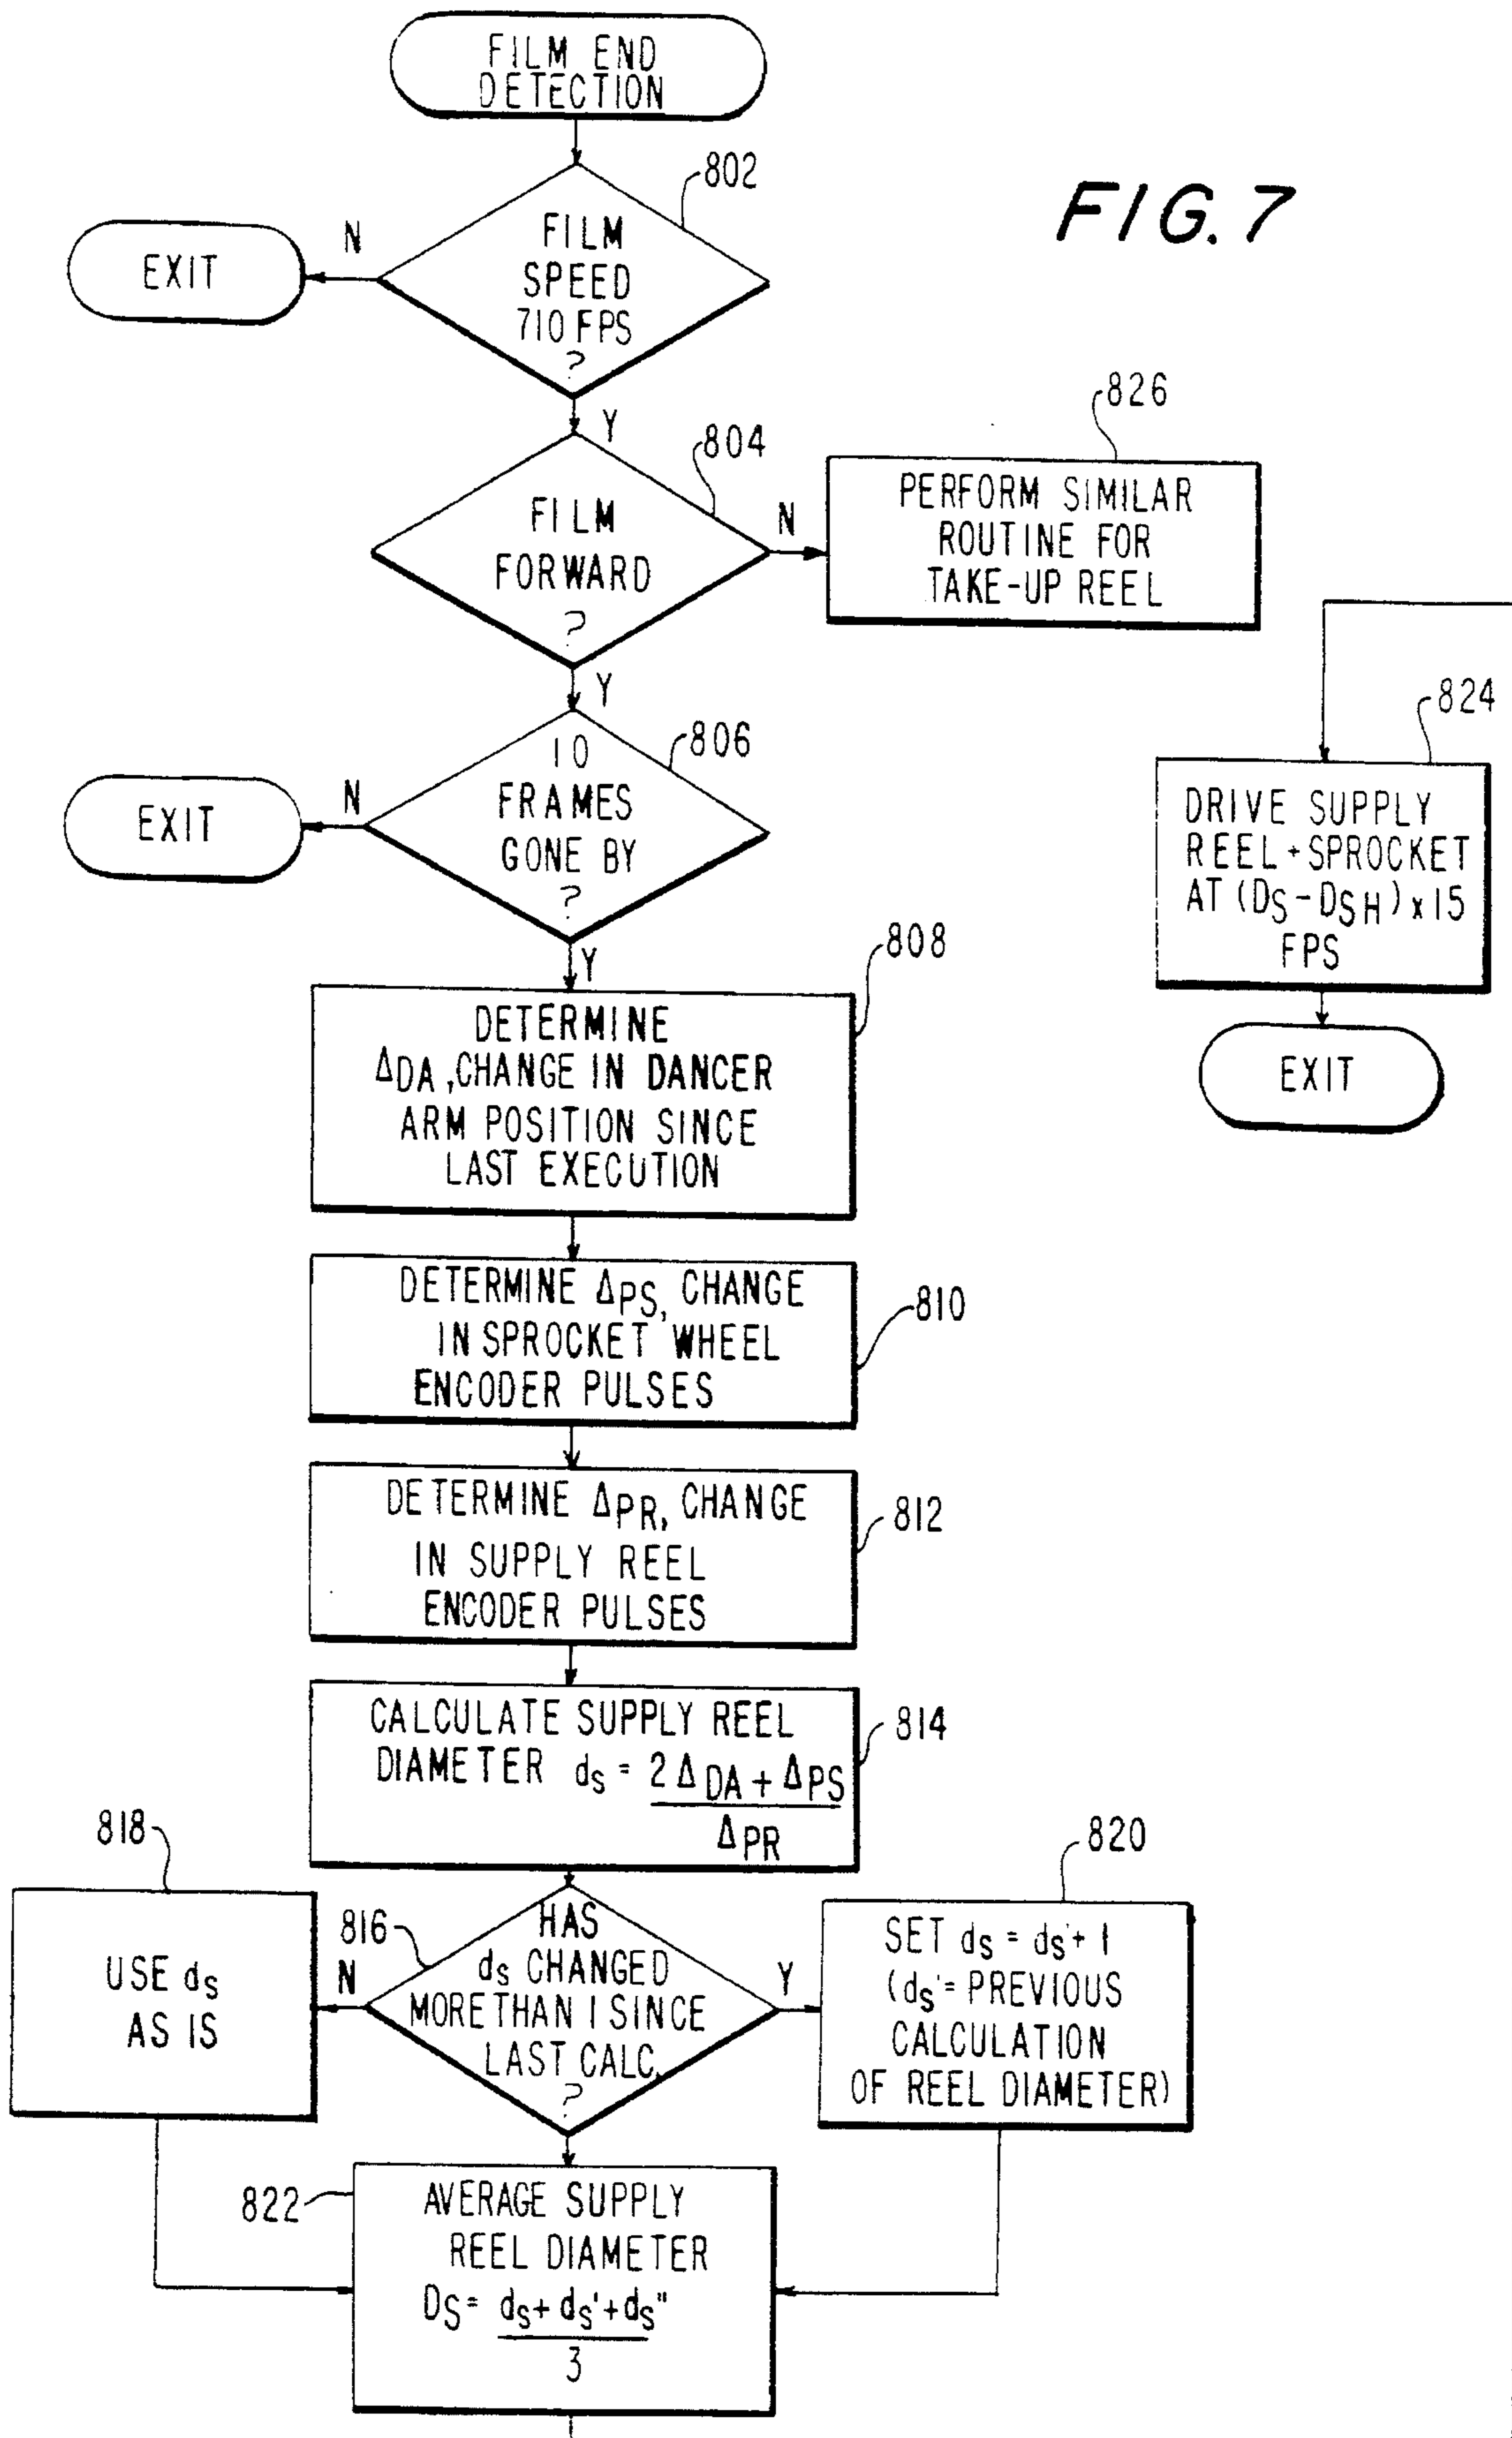 FILM END
DETECTION
802
FIG. 7
N
EXIT
FILM
SPEED
710 FPS
?
Y
826
804
PERFORM SIMILAR
ROUTINE FOR
TAKE-UP REEL
N
FILM
FORWARD
?
Y
824
806
10
FRAMES
GONE BY
?
N
EXIT
DRIVE SUPPLY
REEL + SPROCKET
AT (DS - DSH) x 15
FPS
Y
808
EXIT
DETERMINE
ΔDA, CHANGE IN DANCER
ARM POSITION SINCE
LAST EXECUTION
DETERMINE ΔPS, CHANGE
IN SPROCKET WHEEL
ENCODER PULSES
810
DETERMINE ΔPR, CHANGE
IN SUPPLY REEL
ENCODER PULSES
812
CALCULATE SUPPLY REEL
DIAMETER ds = 2 ΔDA + ΔPS
ΔPR
814
818
820
816
HAS
ds CHANGED
MORE THAN 1 SINCE
LAST CALC.
?
N
Y
USE ds
AS IS
SET ds = ds' + 1
(ds' = PREVIOUS
CALCULATION
OF REEL DIAMETER)
822
AVERAGE SUPPLY
REEL DIAMETER
DS = ds + ds' + ds"
3